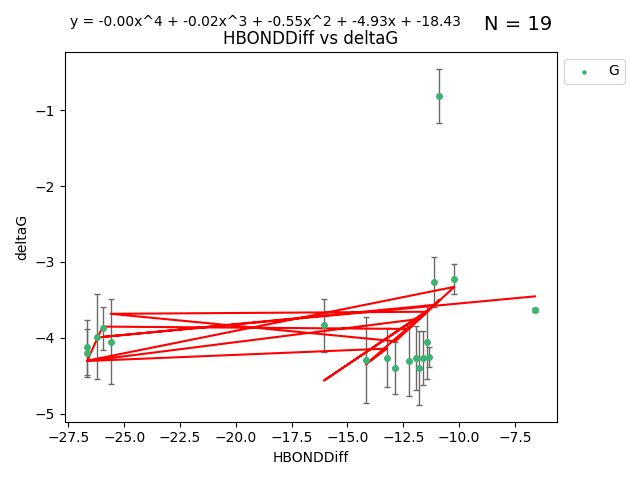 y = -0.00x^4 + -0.02x^3 + -0.55x^2 + -4.93x + -18.43
N = 19
HBONDDiff vs deltaG
G
deltaG
−1
−2
−3
−4
−5
−27.5 −25.0 −22.5 −20.0 −17.5 −15.0 −12.5 −10.0 −7.5
HBONDDiff